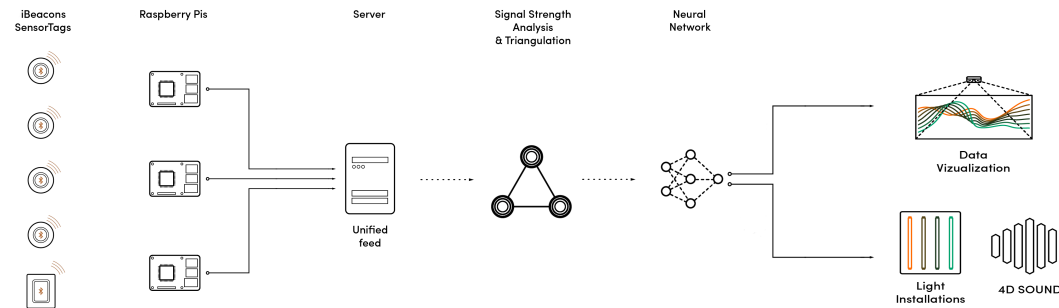 iBeacons
SensorTags
Raspberry Pis
Server
Signal Strength
Analysis
& Triangulation
Neural
Network
Unified
feed
Data
Vizualization
Light
Installations
4D SOUND